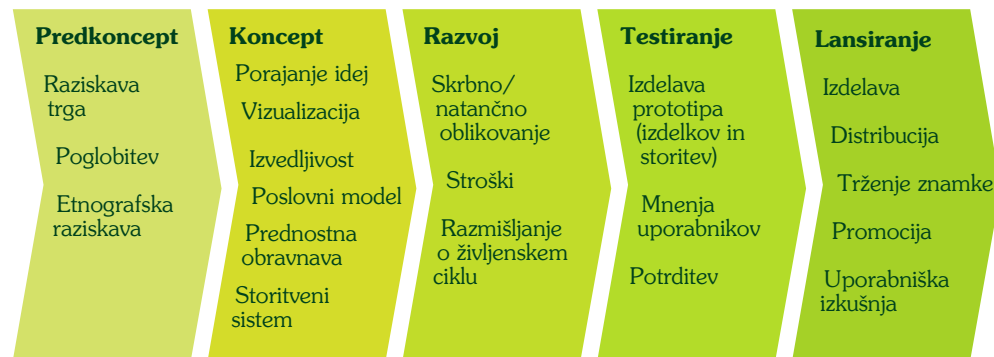 Predkoncept
Raziskava
trga
Poglobitev
Etnografska
raziskava
Koncept
Porajanje idej
Vizualizacija
Izvedljivost
Poslovni model
Prednostna
obravnava
Storitveni
sistem
Razvoj
Skrbno/
natančno
oblikovanje
Stroški
Razmišljanje
o življenskem
ciklu
Testiranje
Izdelava
prototipa
(izdelkov in
storitev)
Mnenja
uporabnikov
Potrditev
Lansiranje
Izdelava
Distribucija
Trženje znamke
Promocija
Uporabniška
izkušnja